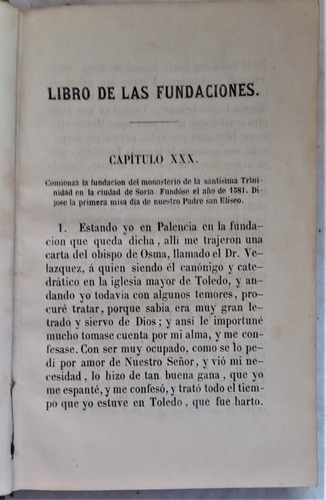 LIBRO DE LAS FUNDACIONES.
CAPÍTULO XXX.
Comienza la fundacion del monasterio de la santísima Trini-
nidad en la ciudad de Soria Fundóse el año de 1581. Dí-
jose la primera misa dia de nuestro Padre san Eliseo.
1. Estando yo en Palencia en la funda-
cion que queda dicha, allí me trajeron una
carta del obispo de Osma, llamado el Dr. Ve-
lazquez, á quien siendo él canónigo y cate-
drático en la iglesia mayor de Toledo, y an-
dando yo todavía con algunos temores, pro-
curé tratar, porque sabia era muy gran le-
trado y siervo de Dios; y ansí le importuné
mucho tomase cuenta por mi alma, y me con-
fesase. Con ser muy ocupado, como se lo pe-
dí por amor de Nuestro Señor, y vió mi ne-
cesidad, lo hizo de tan buena gana, que yo
me espanté, y me confesó, y trató todo el tiem-
po que yo estuve en Toledo, que fué harto.